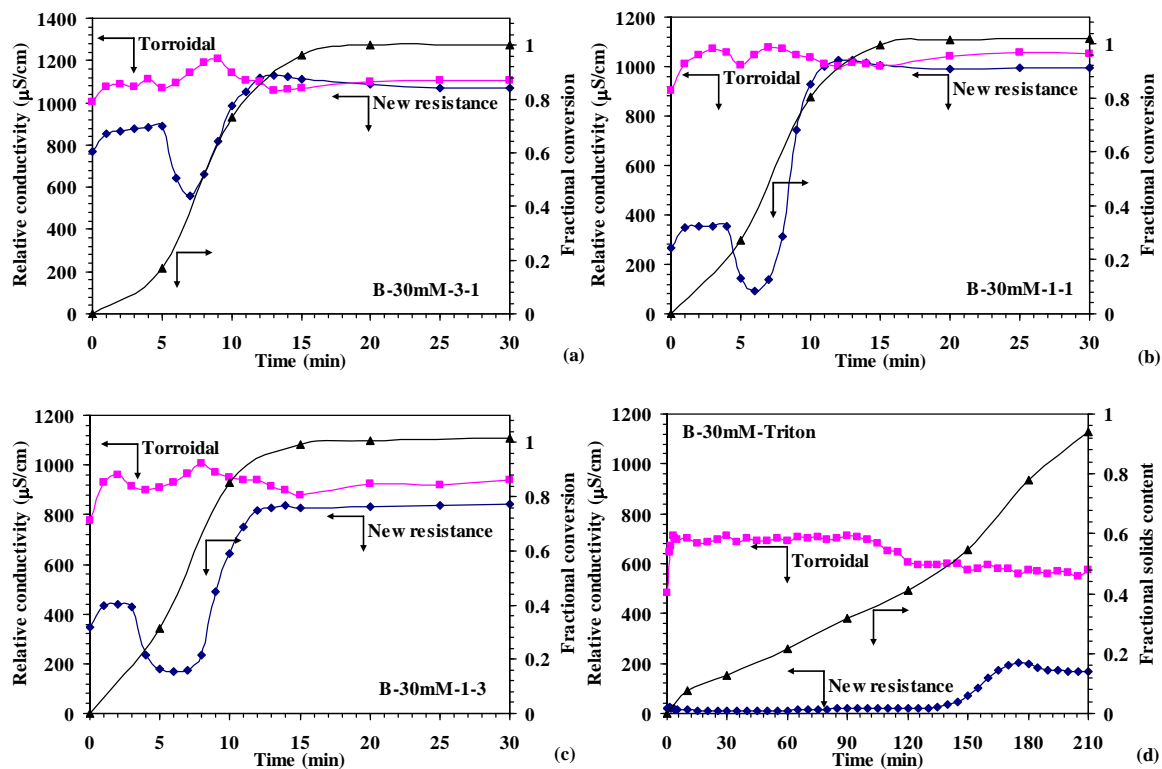 Relative conductivity (µS/cm)
1400
1200
1000
800
600
400
200
0
Torroidal
New resistance
B-30mM-3-1
1
0.8
0.6
0.4
0.2
0
Fractional conversion
0 5 10 15 20 25 30
Time (min)
(a)
Relative conductivity (µS/cm)
1200
1000
800
600
400
200
0
Torroidal
New resistance
B-30mM-1-1
1
0.8
0.6
0.4
0.2
0
Fractional conversion
0 5 10 15 20 25 30
Time (min)
(b)
Relative conductivity (µS/cm)
1200
1000
800
600
400
200
0
Torroidal
New resistance
B-30mM-1-3
1
0.8
0.6
0.4
0.2
0
Fractional conversion
0 5 10 15 20 25 30
Time (min)
(c)
Relative conductivity (µS/cm)
1200
1000
800
600
400
200
0
B-30mM-Triton
Torroidal
New resistance
1
0.8
0.6
0.4
0.2
0
Fractional solids content
0 30 60 90 120 150 180 210
Time (min)
(d)